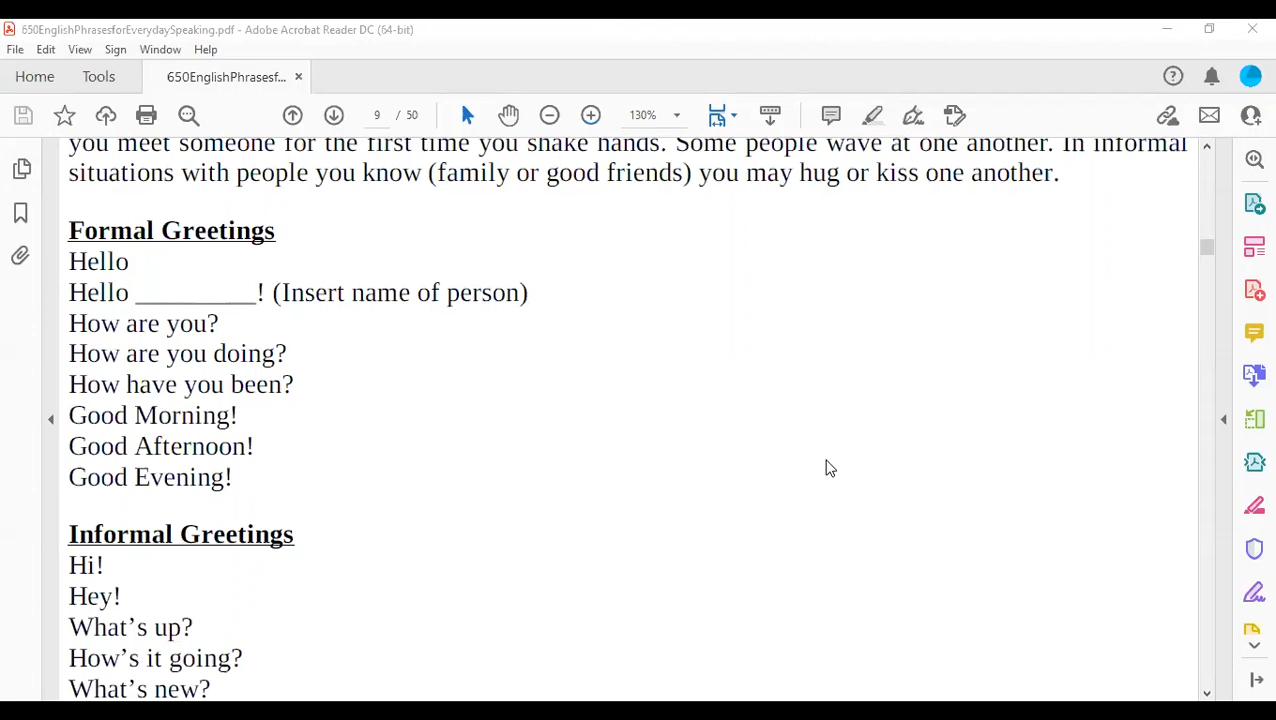 650EnglishPhrasesforEverydaySpeaking.pdf - Adobe Acrobat Reader DC (64-bit)
File Edit View Sign Window Help
Home Tools 650EnglishPhrasesf... ×
9 / 50 130%
you meet someone for the first time you shake hands. Some people wave at one another. In informal
situations with people you know (family or good friends) you may hug or kiss one another.
Formal Greetings
Hello
Hello _________! (Insert name of person)
How are you?
How are you doing?
How have you been?
Good Morning!
Good Afternoon!
Good Evening!
Informal Greetings
Hi!
Hey!
What’s up?
How’s it going?
What’s new?